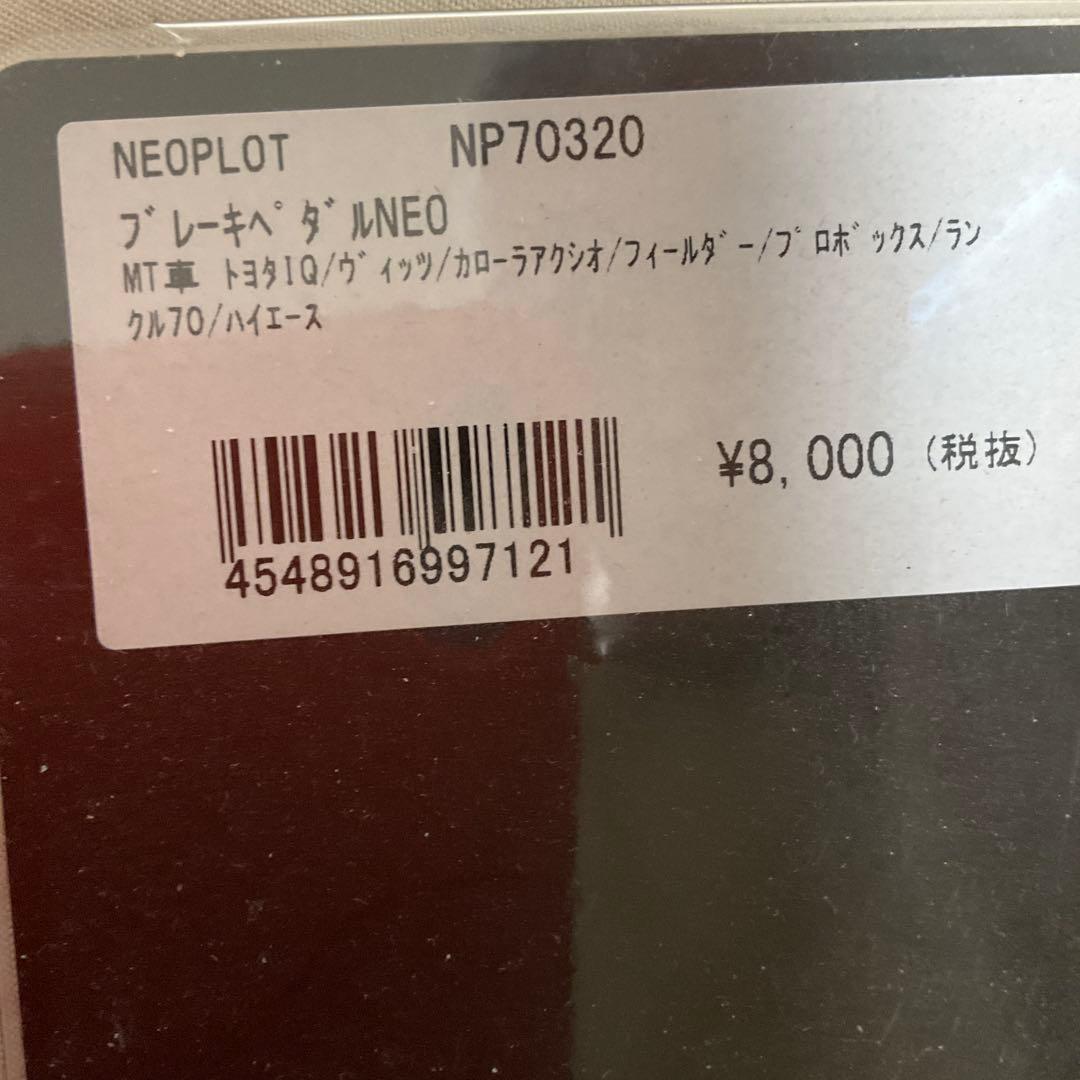 NEOPLOT NP70320
ﾌﾞﾚｰｷﾍﾟﾀﾞﾙNEO
MT車 ﾄﾖﾀIQ/ｳﾞｨｯﾂ/ｶﾛｰﾗｱｸｼｵ/ﾌｨｰﾙﾀﾞｰ/ﾌﾟﾛﾎﾞｯｸｽ/ﾗﾝ
ｸﾙ70/ﾊｲｴｰｽ
¥8,000 (税抜)
4548916997121